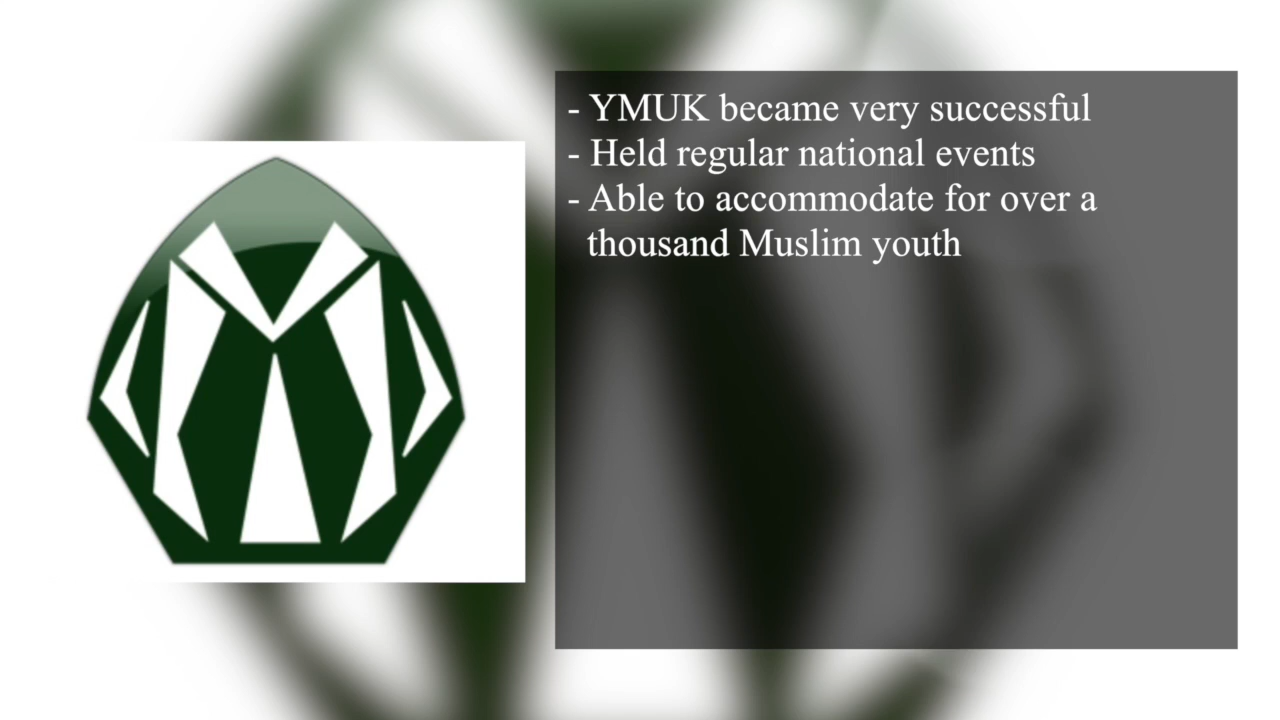 - YMUK became very successful
- Held regular national events
- Able to accommodate for over a
thousand Muslim youth